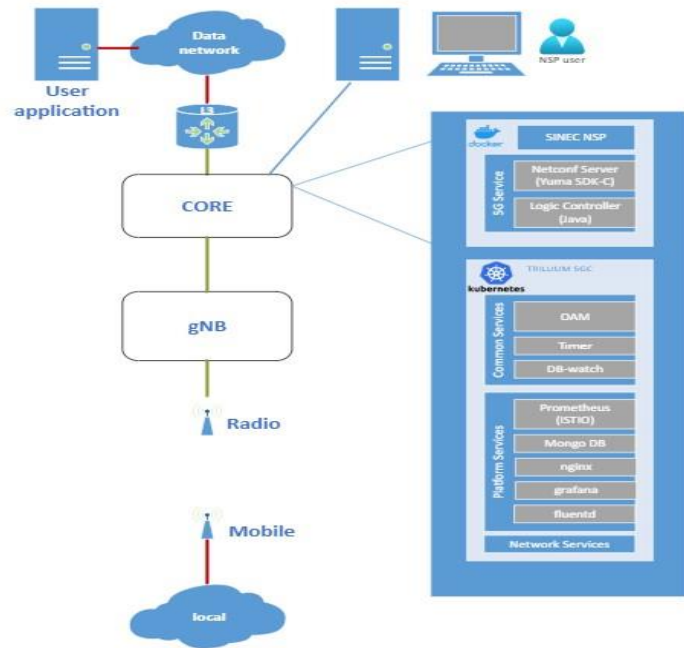 Data
network
User
application
NSP user
L3
CORE
gNB
Radio
Mobile
local
docker
SINEC NSP
5G Service
Netconf Server
(Yuma SDK-C)
Logic Controller
(Java)
kubernetes
TRILLIUM 5GC
Common Services
OAM
Timer
DB-watch
Platform Services
Prometheus
(ISTIO)
Mongo DB
nginx
grafana
fluentd
Network Services